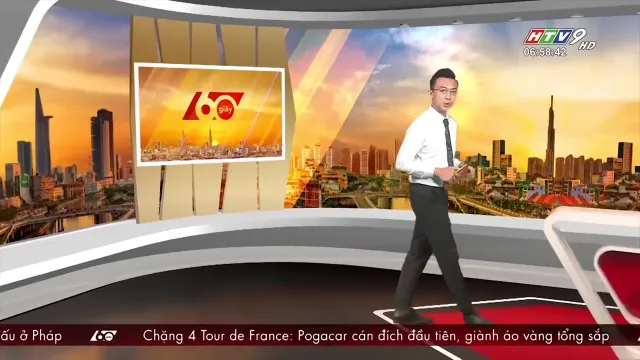 HTV9 HD
06:58:42
60 giây
ấu ở Pháp 60 Chặng 4 Tour de France: Pogacar cán đích đầu tiên, giành áo vàng tổng sắp